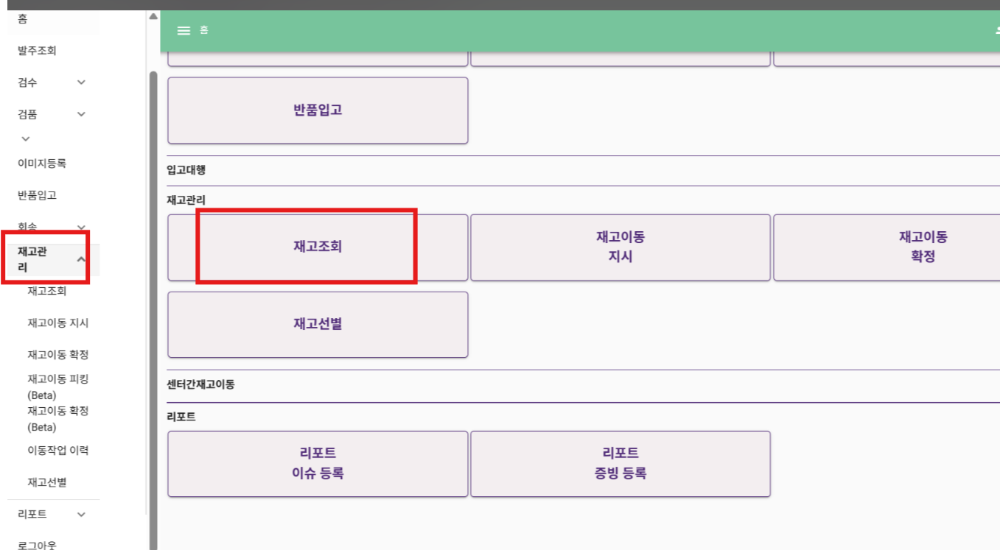 홈
발주조회
검수
검품
이미지등록
반품입고
회송
재고관
리
재고조회
재고이동 지시
재고이동 확정
재고이동 피킹
(Beta)
재고이동 확정
(Beta)
이동작업 이력
재고선별
리포트
로그아웃
홈
반품입고
입고대행
재고관리
재고조회
재고이동
지시
재고이동
확정
재고선별
센터간재고이동
리포트
리포트
이슈 등록
리포트
증빙 등록